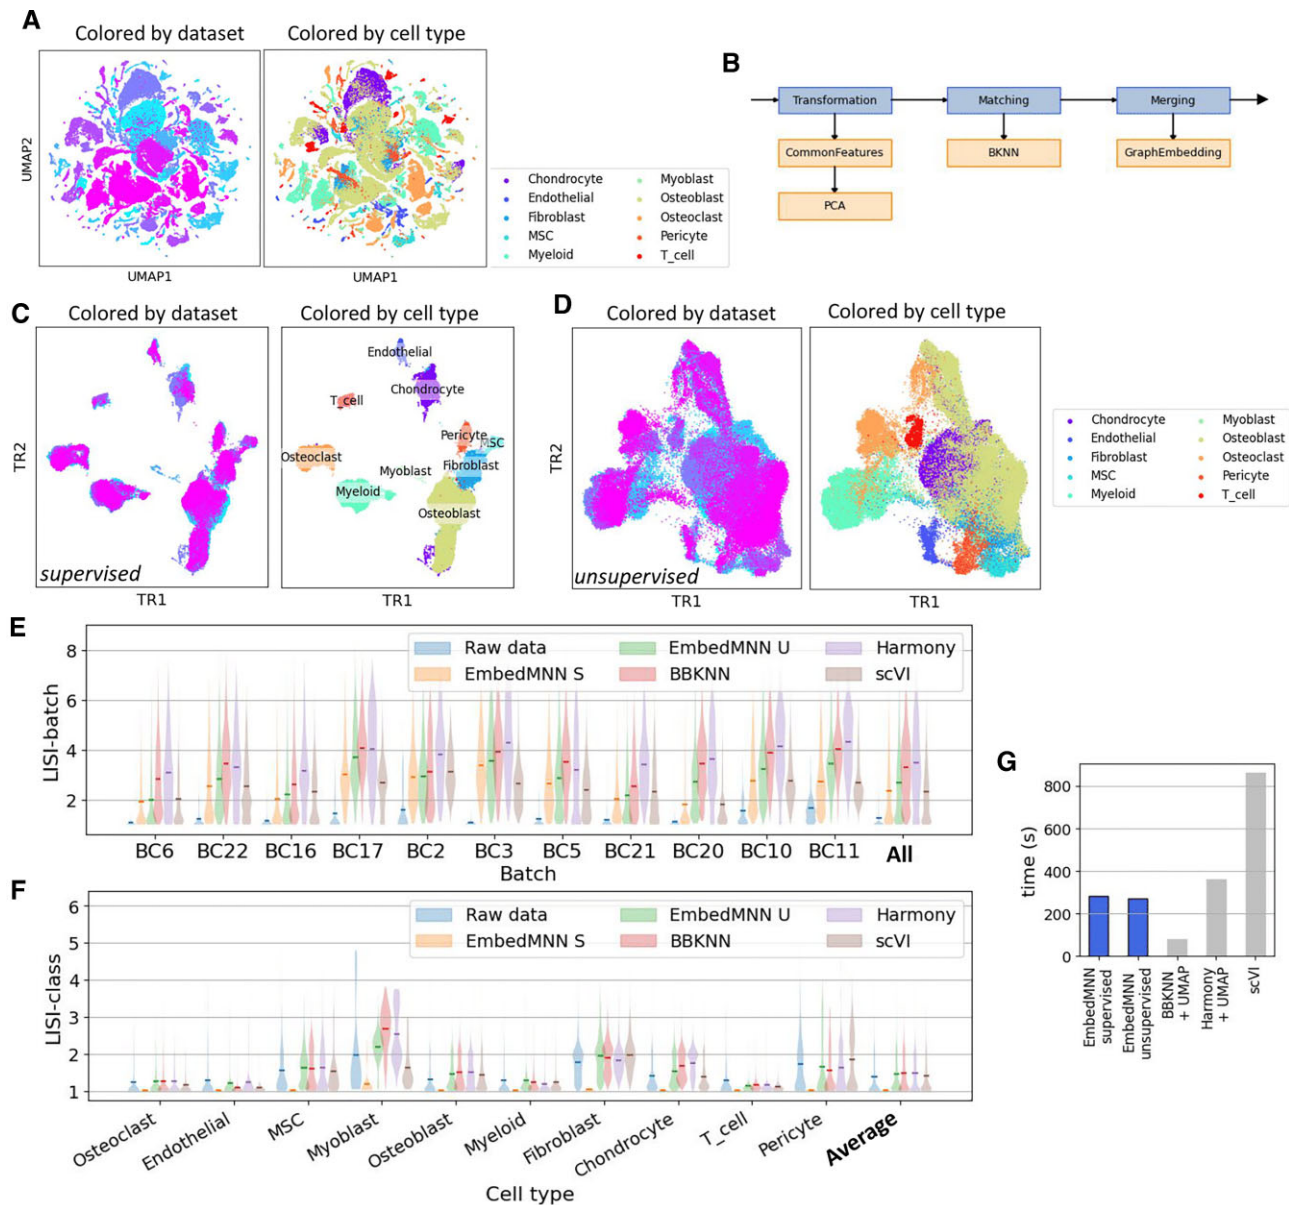 A
Colored by dataset
Colored by cell type
UMAP2
UMAP1
UMAP1
Chondrocyte
Endothelial
Fibroblast
MSC
Myeloid
Myoblast
Osteoblast
Osteoclast
Pericyte
T_cell
B
Transformation
Matching
Merging
CommonFeatures
BKNN
GraphEmbedding
PCA
C
Colored by dataset
Colored by cell type
TR2
supervised
TR1
Endothelial
Chondrocyte
T_cell
Pericyte
MSC
Osteoclast
Myoblast
Fibroblast
Myeloid
Osteoblast
TR1
D
Colored by dataset
Colored by cell type
TR2
unsupervised
TR1
TR1
Chondrocyte
Endothelial
Fibroblast
MSC
Myeloid
Myoblast
Osteoblast
Osteoclast
Pericyte
T_cell
E
LISI-batch
8
6
4
2
Raw data
EmbedMNN S
EmbedMNN U
BBKNN
Harmony
scVI
BC6 BC22 BC16 BC17 BC2 BC3 BC5 BC21 BC20 BC10 BC11 All
Batch
F
LISI-class
6
5
4
3
2
1
Raw data
EmbedMNN S
EmbedMNN U
BBKNN
Harmony
scVI
Osteoclast
Endothelial
MSC
Myoblast
Osteoblast
Myeloid
Fibroblast
Chondrocyte
T_cell
Pericyte
Average
Cell type
G
time (s)
800
600
400
200
0
EmbedMNN
supervised
EmbedMNN
unsupervised
BBKNN
+ UMAP
Harmony
+ UMAP
scVI